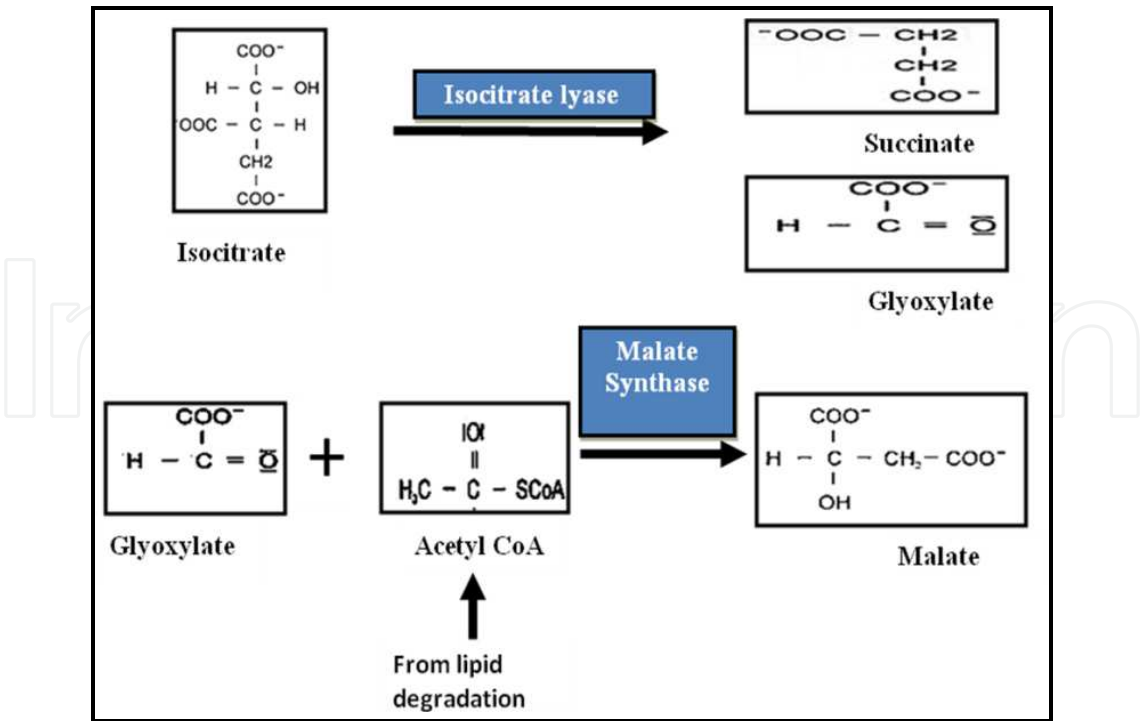 COO⁻
H – C – OH
OOC – C – H
CH2
COO⁻
Isocitrate
Isocitrate lyase
⁻OOC – CH2
CH2
COO⁻
Succinate
COO⁻
H – C = O
Glyoxylate
COO⁻
H – C = O
Glyoxylate
+
|O|
H₃C – C – SCoA
Acetyl CoA
From lipid
degradation
Malate
Synthase
COO⁻
H – C – CH₂– COO⁻
OH
Malate